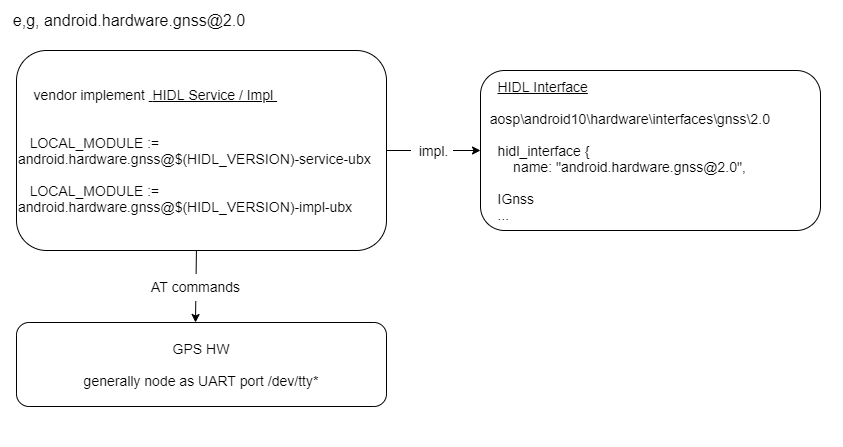 e,g, android.hardware.gnss@2.0
vendor implement  HIDL Service / Impl
LOCAL_MODULE :=
android.hardware.gnss@$(HIDL_VERSION)-service-ubx
LOCAL_MODULE :=
android.hardware.gnss@$(HIDL_VERSION)-impl-ubx
impl.
HIDL Interface
aosp\android10\hardware\interfaces\gnss\2.0
hidl_interface {
name: "android.hardware.gnss@2.0",
IGnss
...
AT commands
GPS HW
generally node as UART port /dev/tty*